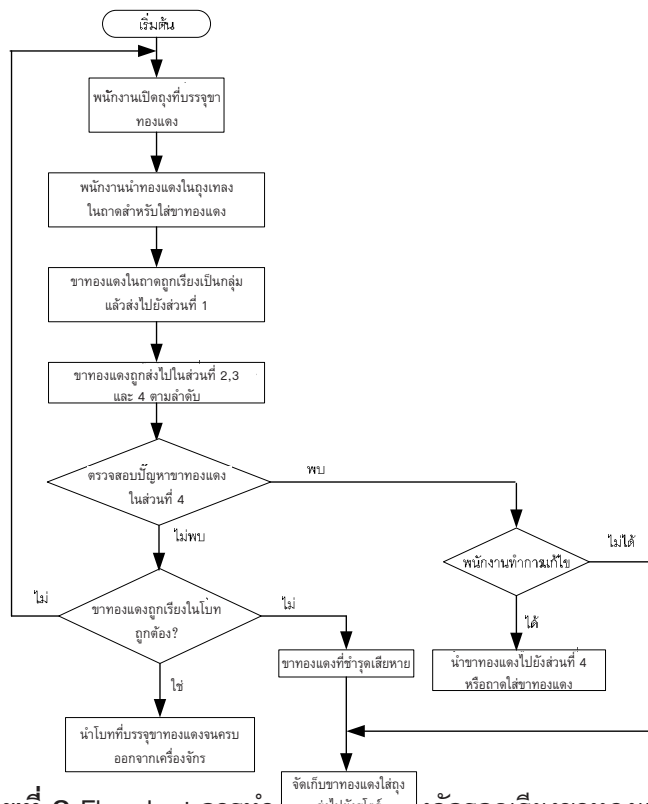 เริ่มต้น
พนักงานเปิดถุงที่บรรจุขา
ทองแดง
พนักงานนำทองแดงในถุงเทลง
ในถาดสำหรับใส่ขาทองแดง
ขาทองแดงในถาดถูกเรียงเป็นกลุ่ม
แล้วส่งไปยังส่วนที่ 1
ขาทองแดงถูกส่งไปในส่วนที่ 2,3
และ 4 ตามลำดับ
ตรวจสอบปัญหาขาทองแดง
ในส่วนที่ 4
พบ
ไม่พบ
พนักงานทำการแก้ไข
ไม่ได้
ได้
ไม่
ขาทองแดงถูกเรียงในโบท
ถูกต้อง?
ไม่
ใช่
ขาทองแดงที่ชำรุดเสียหาย
นำขาทองแดงไปยังส่วนที่ 4
หรือถาดใส่ขาทองแดง
นำโบทที่บรรจุขาทองแดงจนครบ
ออกจากเครื่องจักร
จัดเก็บขาทองแดงใส่ถุง